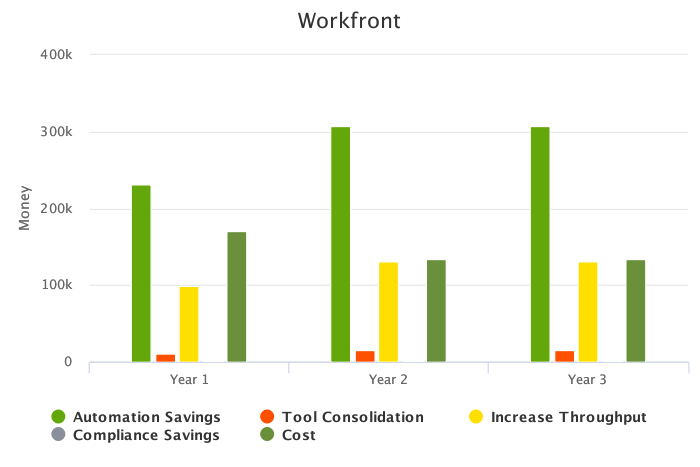 Workfront
400k
300k
200k
100k
0
Money
Year 1 Year 2 Year 3
Automation Savings Tool Consolidation Increase Throughput
Compliance Savings Cost